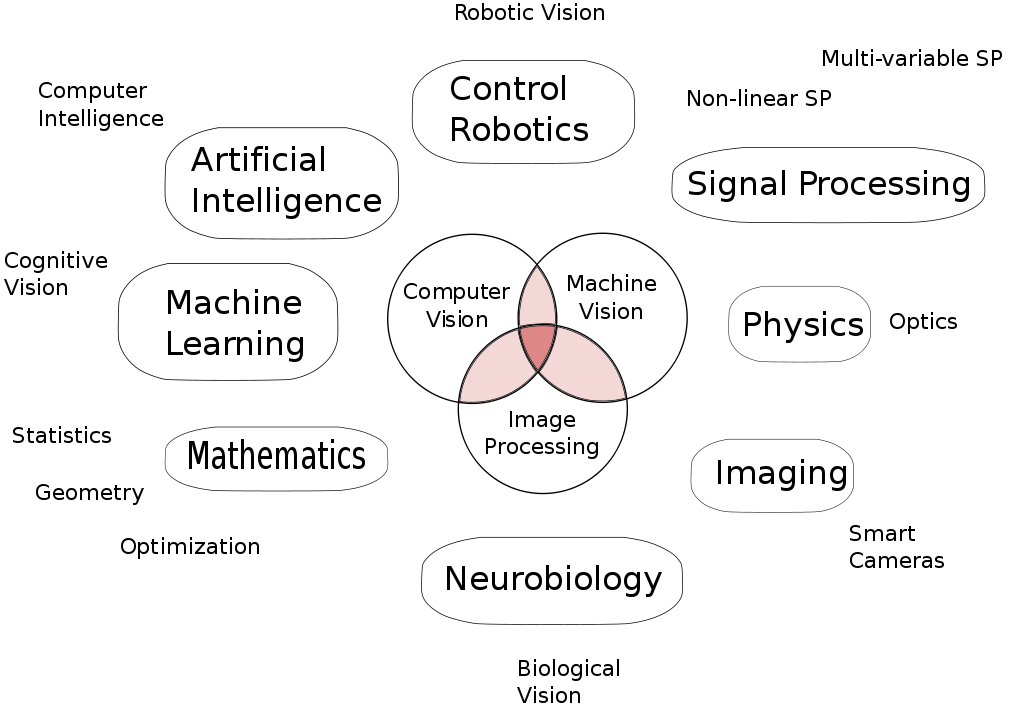 Robotic Vision
Multi-variable SP
Computer
Intelligence
Control
Robotics
Non-linear SP
Artificial
Intelligence
Signal Processing
Cognitive
Vision
Machine
Learning
Computer
Vision
Machine
Vision
Physics
Optics
Image
Processing
Statistics
Mathematics
Geometry
Optimization
Imaging
Smart
Cameras
Neurobiology
Biological
Vision